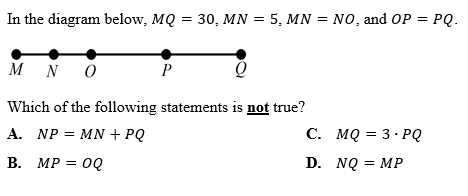 In the diagram below, MQ = 30, MN = 5, MN = NO, and OP = PQ.
M N O P Q
Which of the following statements is not true?
A. NP = MN + PQ C. MQ = 3 · PQ
B. MP = OQ D. NQ = MP